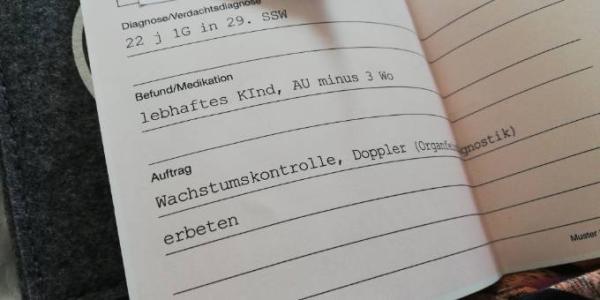 Diagnose/Verdachtsdiagnose
22 j 1G in 29. SSW
Befund/Medikation
lebhaftes KInd, AU minus 3 Wo
Auftrag
Wachstumskontrolle, Doppler (Organfeindiagnostik)
erbeten
Muster